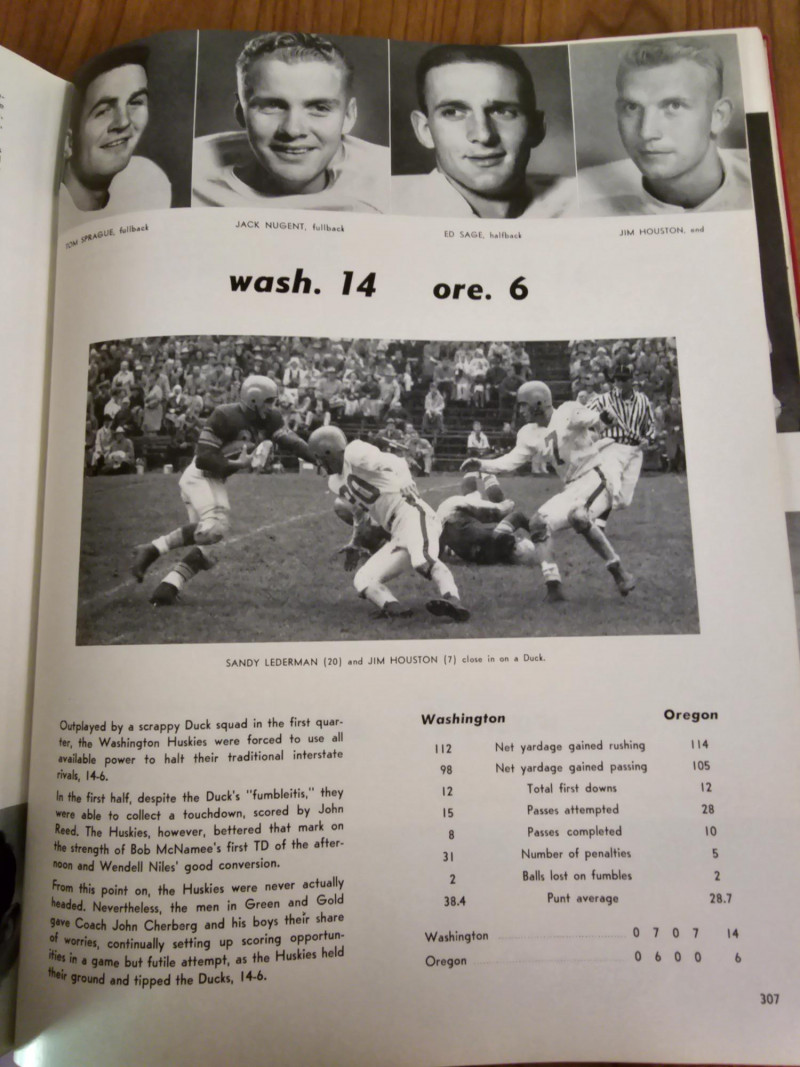 TOM SPRAGUE, fullback
JACK NUGENT, fullback
ED SAGE, halfback
JIM HOUSTON, end
wash. 14 ore. 6
20
7
SANDY LEDERMAN (20) and JIM HOUSTON (7) close in on a Duck.
Outplayed by a scrappy Duck squad in the first quar-
ter, the Washington Huskies were forced to use all
available power to halt their traditional interstate
rivals, 14-6.
In the first half, despite the Duck's "fumbleitis," they
were able to collect a touchdown, scored by John
Reed. The Huskies, however, bettered that mark on
the strength of Bob McNamee's first TD of the after-
noon and Wendell Niles' good conversion.
From this point on, the Huskies were never actually
headed. Nevertheless, the men in Green and Gold
gave Coach John Cherberg and his boys their share
of worries, continually setting up scoring opportun-
ities in a game but futile attempt, as the Huskies held
their ground and tipped the Ducks, 14-6.
Washington Oregon
112 Net yardage gained rushing 114
98 Net yardage gained passing 105
12 Total first downs 12
15 Passes attempted 28
8 Passes completed 10
31 Number of penalties 5
2 Balls lost on fumbles 2
38.4 Punt average 28.7
Washington 0 7 0 7 14
Oregon 0 6 0 0 6
307